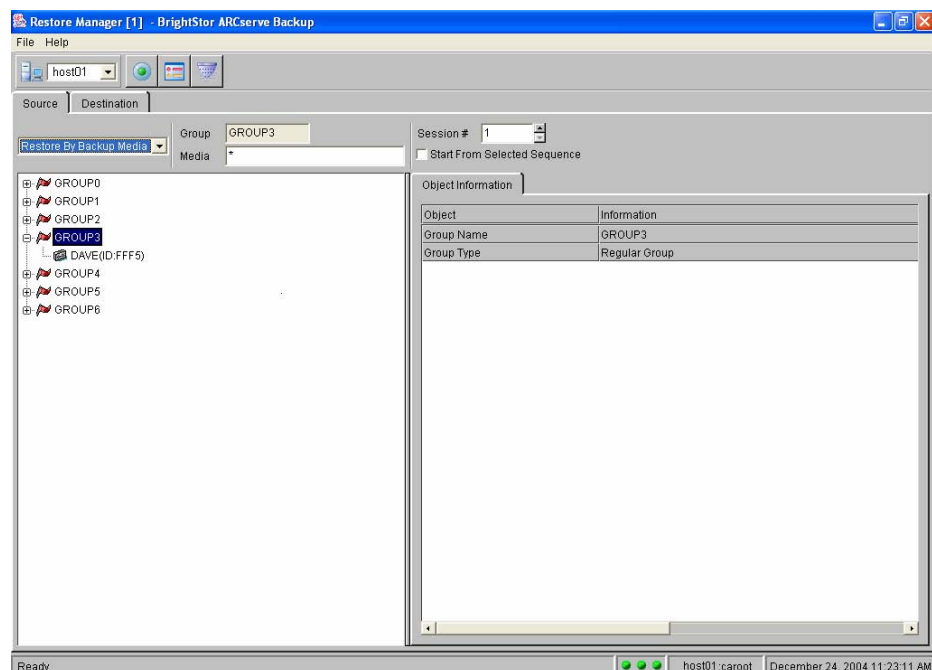 Restore Manager [1] - BrightStor ARCserve Backup
File Help
host01
Source Destination
Restore By Backup Media
Group GROUP3
Media *
Session # 1
Start From Selected Sequence
GROUP0
GROUP1
GROUP2
GROUP3
DAVE(ID:FFF5)
GROUP4
GROUP5
GROUP6
Object Information
Object Information
Group Name GROUP3
Group Type Regular Group
Ready host01:caroot December 24, 2004 11:23:11 AM